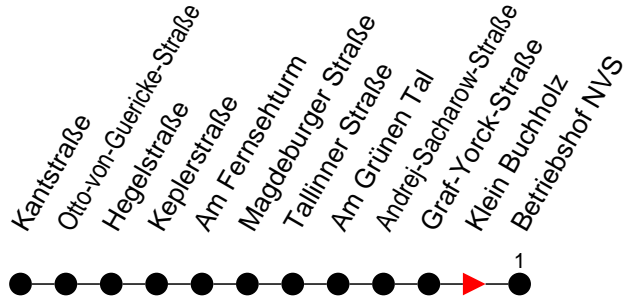 Kantstraße
Otto-von-Guericke-Straße
Hegelstraße
Keplerstraße
Am Fernsehturm
Magdeburger Straße
Tallinner Straße
Am Grünen Tal
Andrej-Sacharow-Straße
Graf-Yorck-Straße
Klein Buchholz
Betriebshof NVS
1